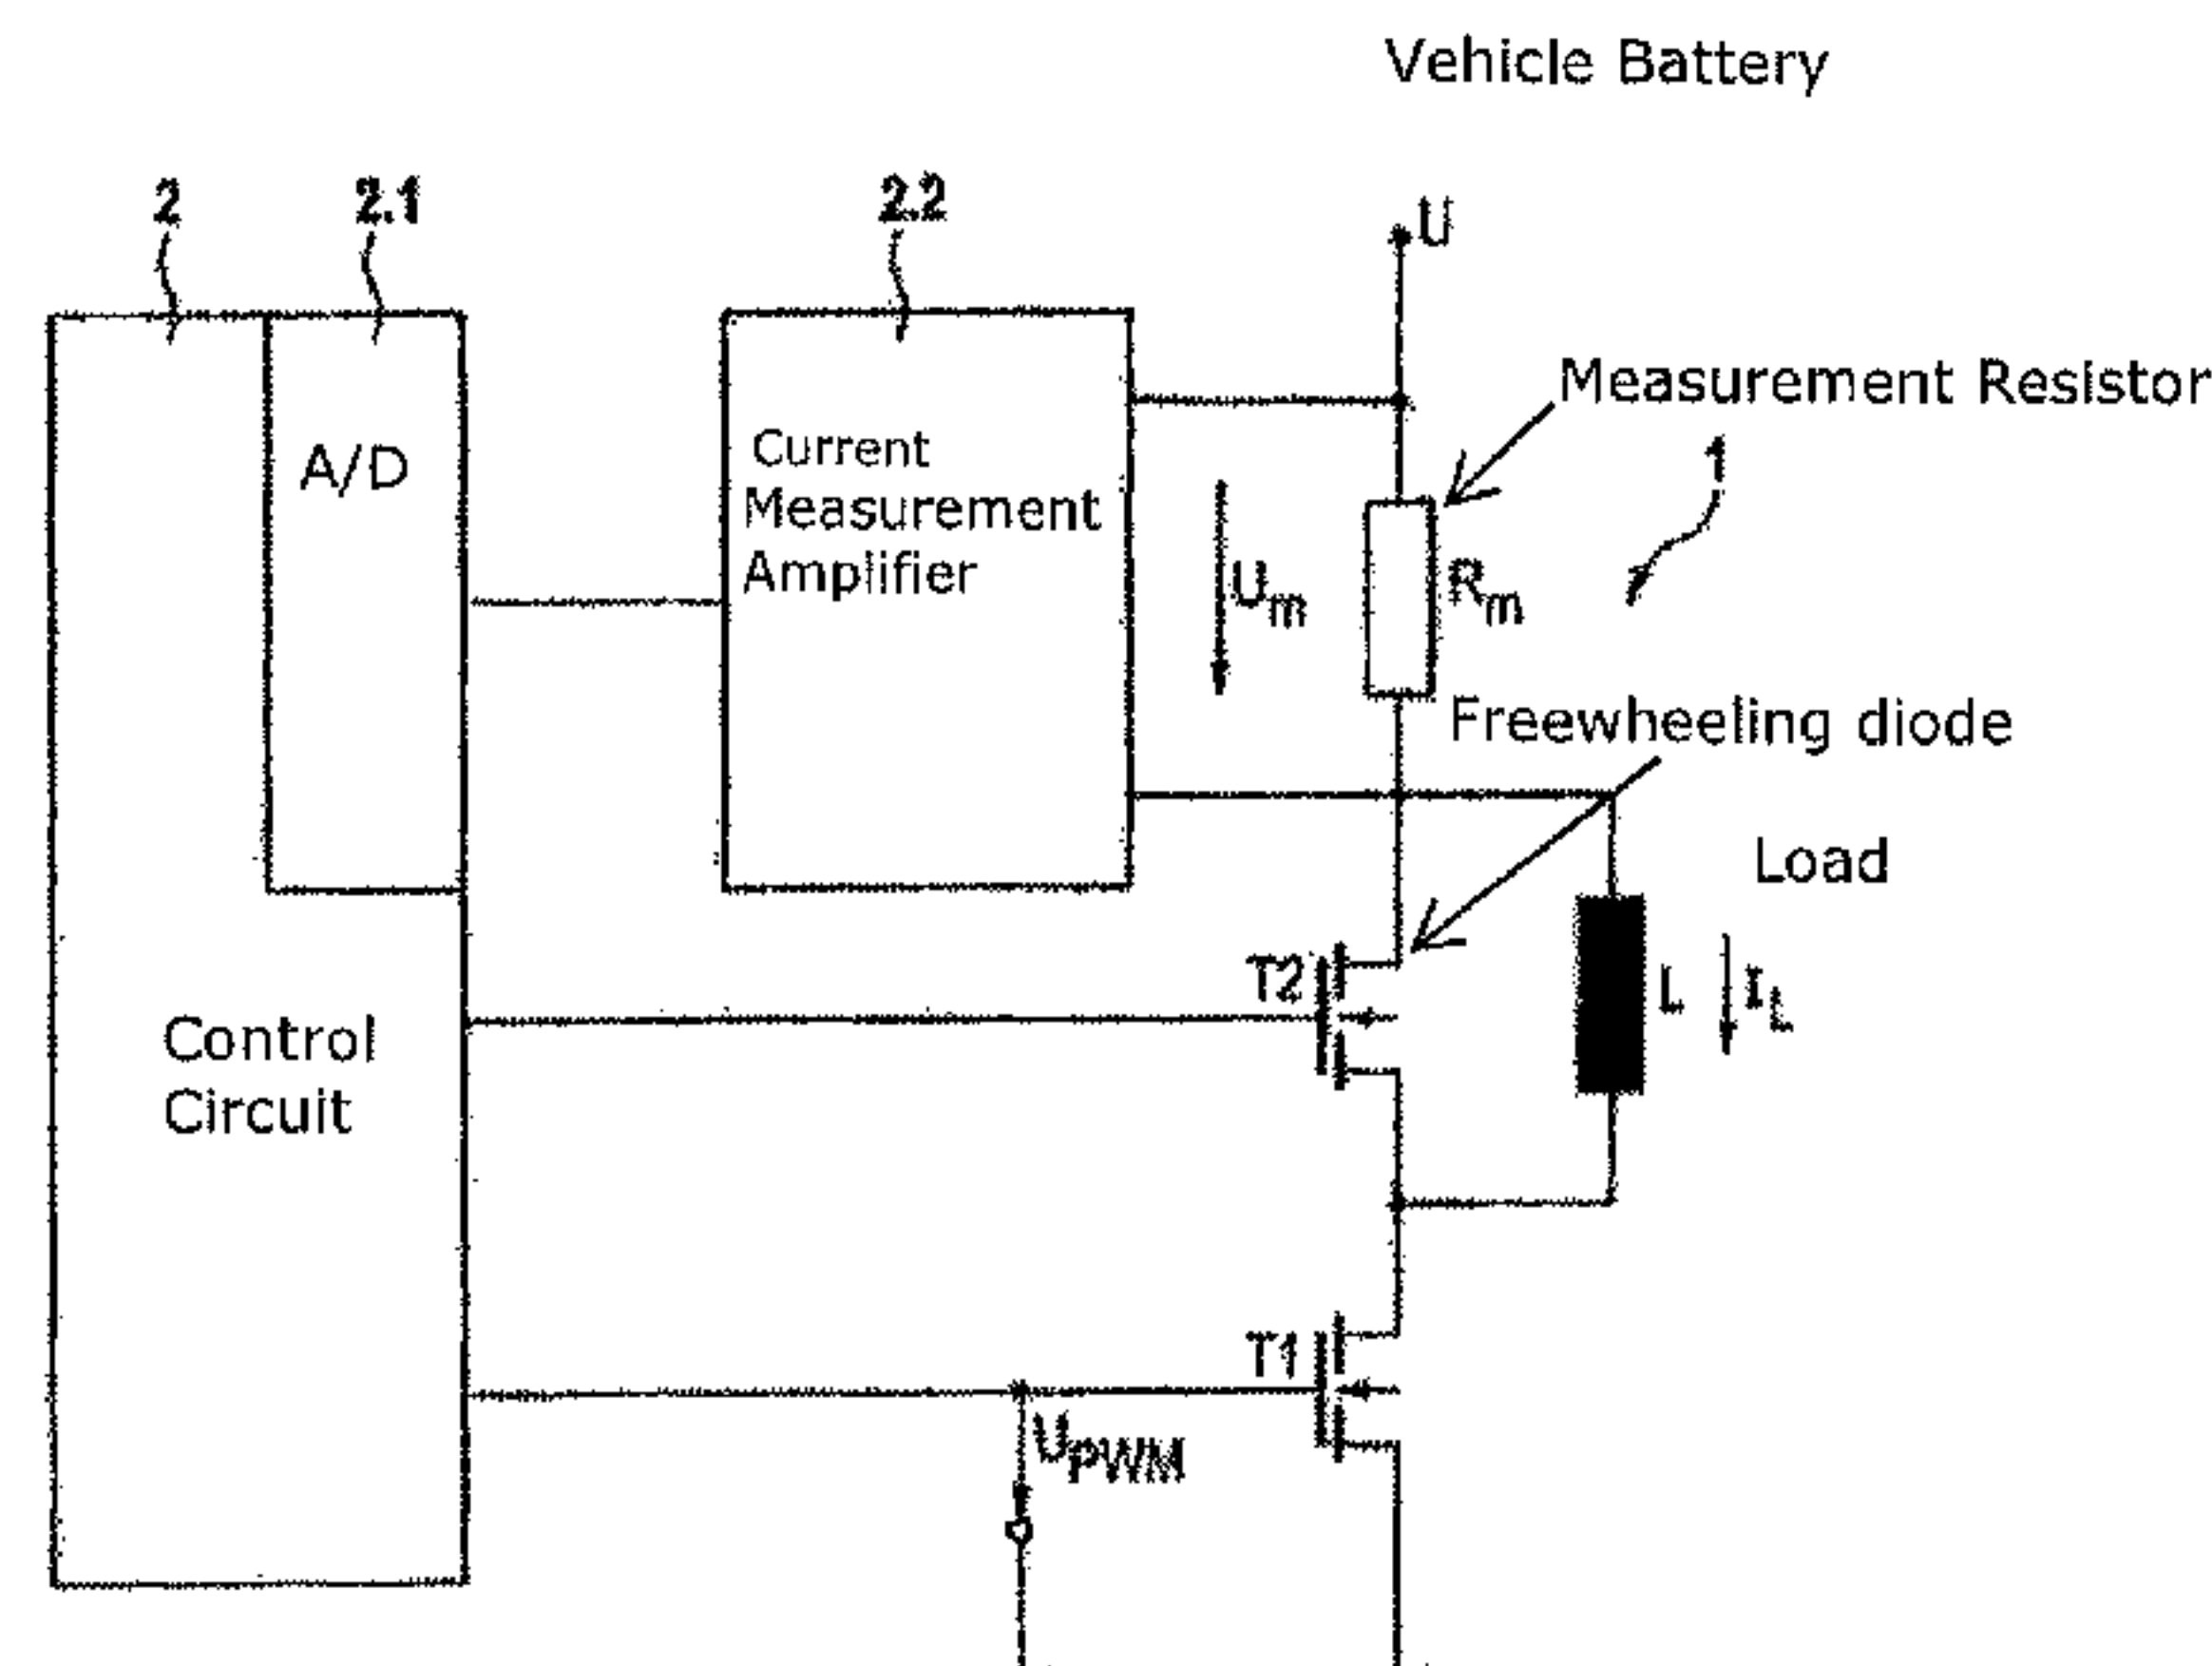 Vehicle Battery
2
2.1
2.2
U
Measurement Resistor
1
A/D
Current
Measurement
Amplifier
Um
Rm
Freewheeling diode
Load
T2
L
IL
Control
Circuit
T1
UPWM